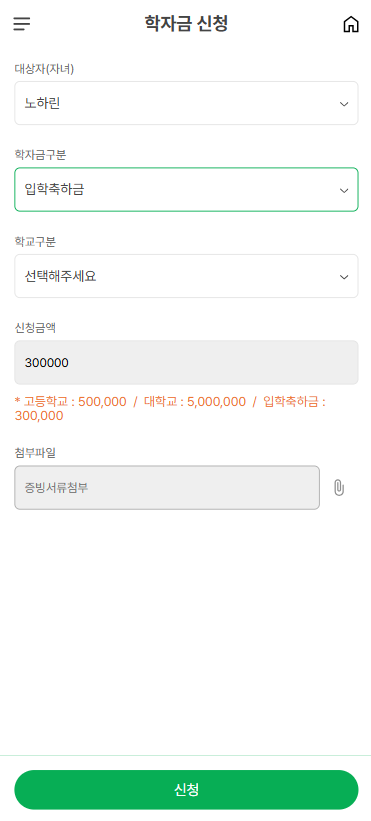 학자금 신청
대상자(자녀)
노하린
학자금구분
입학축하금
학교구분
선택해주세요
신청금액
300000
* 고등학교 : 500,000 / 대학교 : 5,000,000 / 입학축하금 :
300,000
첨부파일
증빙서류첨부
신청